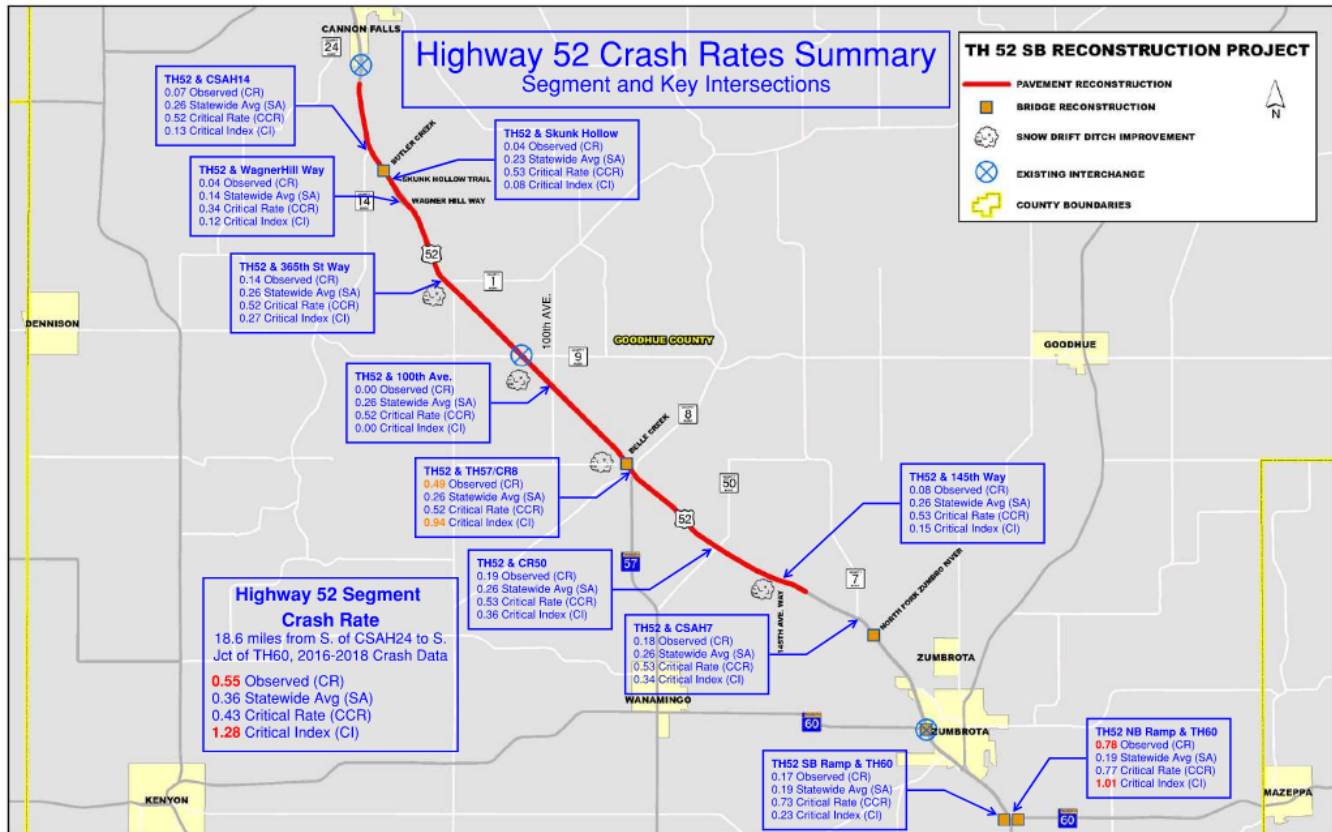 CANNON FALLS
24
Highway 52 Crash Rates Summary
Segment and Key Intersections
TH 52 SB RECONSTRUCTION PROJECT
PAVEMENT RECONSTRUCTION
BRIDGE RECONSTRUCTION
SNOW DRIFT DITCH IMPROVEMENT
EXISTING INTERCHANGE
COUNTY BOUNDARIES
N
TH52 & CSAH14
0.07 Observed (CR)
0.26 Statewide Avg (SA)
0.52 Critical Rate (CCR)
0.13 Critical Index (CI)
BUTLER CREEK
TH52 & Skunk Hollow
0.04 Observed (CR)
0.23 Statewide Avg (SA)
0.53 Critical Rate (CCR)
0.08 Critical Index (CI)
TH52 & WagnerHill Way
0.04 Observed (CR)
0.14 Statewide Avg (SA)
0.34 Critical Rate (CCR)
0.12 Critical Index (CI)
SKUNK HOLLOW TRAIL
14
WAGNER HILL WAY
52
TH52 & 365th St Way
0.14 Observed (CR)
0.26 Statewide Avg (SA)
0.52 Critical Rate (CCR)
0.27 Critical Index (CI)
1
100th AVE.
DENNISON
GOODHUE COUNTY
GOODHUE
9
TH52 & 100th Ave.
0.00 Observed (CR)
0.26 Statewide Avg (SA)
0.52 Critical Rate (CCR)
0.00 Critical Index (CI)
8
BELLE CREEK
TH52 & TH57/CR8
0.49 Observed (CR)
0.26 Statewide Avg (SA)
0.52 Critical Rate (CCR)
0.94 Critical Index (CI)
50
52
TH52 & 145th Way
0.08 Observed (CR)
0.26 Statewide Avg (SA)
0.53 Critical Rate (CCR)
0.15 Critical Index (CI)
57
TH52 & CR50
0.19 Observed (CR)
0.26 Statewide Avg (SA)
0.53 Critical Rate (CCR)
0.36 Critical Index (CI)
7
NORTH FORK ZUMBRO RIVER
145TH AVE. WAY
Highway 52 Segment
Crash Rate
18.6 miles from S. of CSAH24 to S.
Jct of TH60, 2016-2018 Crash Data
0.55 Observed (CR)
0.36 Statewide Avg (SA)
0.43 Critical Rate (CCR)
1.28 Critical Index (CI)
TH52 & CSAH7
0.18 Observed (CR)
0.26 Statewide Avg (SA)
0.53 Critical Rate (CCR)
0.34 Critical Index (CI)
WANAMINGO
ZUMBROTA
60
ZUMBROTA
TH52 SB Ramp & TH60
0.17 Observed (CR)
0.19 Statewide Avg (SA)
0.73 Critical Rate (CCR)
0.23 Critical Index (CI)
TH52 NB Ramp & TH60
0.78 Observed (CR)
0.19 Statewide Avg (SA)
0.77 Critical Rate (CCR)
1.01 Critical Index (CI)
KENYON
60
MAZEPPA